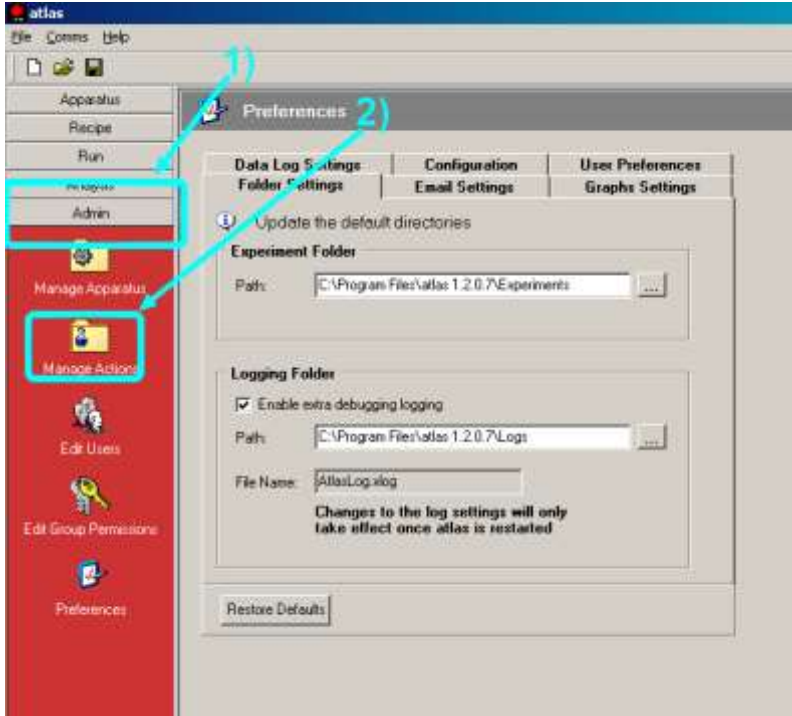 atlas
File Comms Help
1)
Apparatus
Recipe
Run
Analysis
Admin
Manage Apparatus
Manage Actions
Edit Users
Edit Group Permissions
Preferences
Preferences
2)
Data Log Settings Configuration User Preferences
Folder Settings Email Settings Graphs Settings
Update the default directories
Experiment Folder
Path: C:\Program Files\atlas 1.2.0.7\Experiments ...
Logging Folder
Enable extra debugging logging
Path: C:\Program Files\atlas 1.2.0.7\Logs ...
File Name: AtlasLog.xlog
Changes to the log settings will only
take effect once atlas is restarted
Restore Defaults